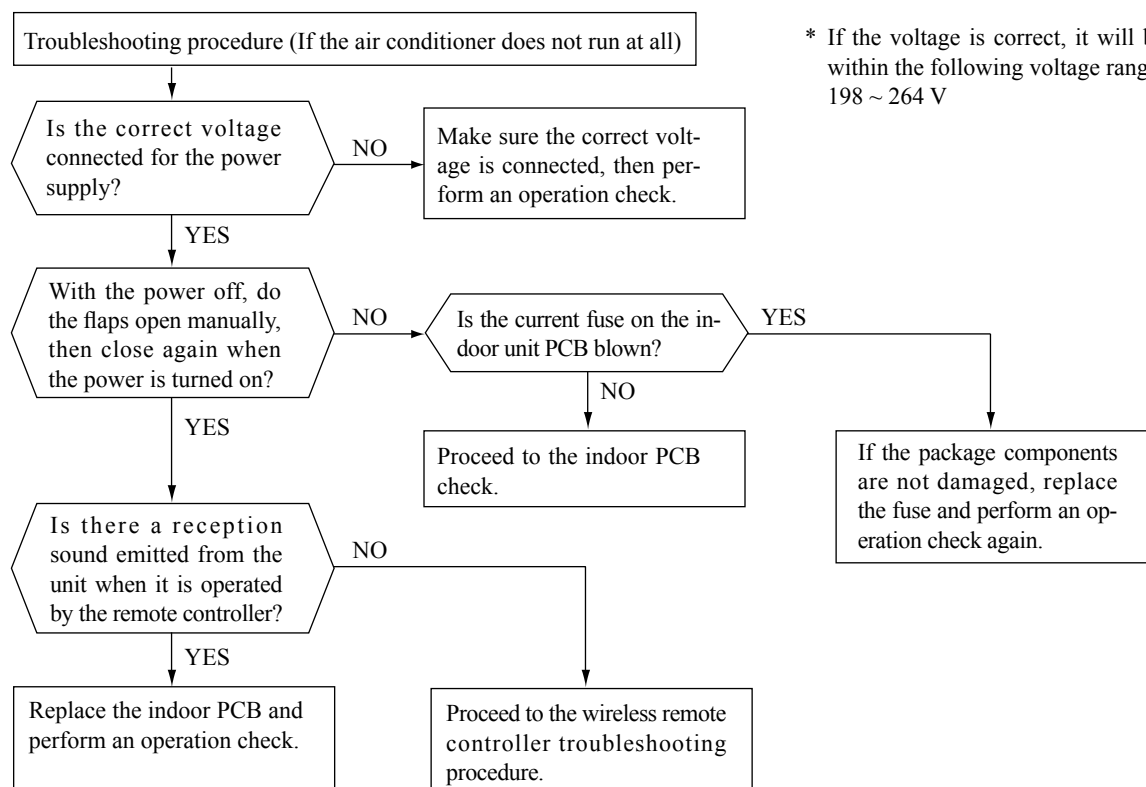 Troubleshooting procedure (If the air conditioner does not run at all)
* If the voltage is correct, it will
within the following voltage
198 ~ 264 V
Is the correct voltage
connected for the power
supply?
NO
Make sure the correct volt-
age is connected, then per-
form an operation check.
YES
With the power off, do
the flaps open manually,
then close again when
the power is turned on?
NO
Is the current fuse on the in-
door unit PCB blown?
YES
NO
YES
Proceed to the indoor PCB
check.
If the package components
are not damaged, replace
the fuse and perform an op-
eration check again.
Is there a reception
sound emitted from the
unit when it is operated
by the remote controller?
NO
YES
Replace the indoor PCB and
perform an operation check.
Proceed to the wireless remote
controller troubleshooting
procedure.